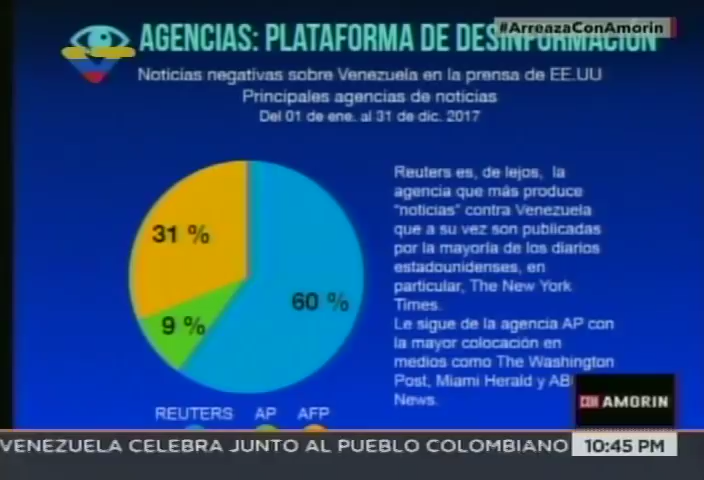 #ArreazaConAmorin
AGENCIAS: PLATAFORMA DE DESINFORMACIÓN
Noticias negativas sobre Venezuela en la prensa de EE.UU
Principales agencias de noticias
Del 01 de ene. al 31 de dic. 2017
Reuters es, de lejos, la
agencia que más produce
"noticias" contra Venezuela
que a su vez son publicadas
por la mayoría de los diarios
estadounidenses, en
particular, The New York
Times.
Le sigue de la agencia AP con
la mayor colocación en
medios como The Washington
Post, Miami Herald y AB
News.
31 %
60 %
9 %
REUTERS AP AFP
CON AMORIN
VENEZUELA CELEBRA JUNTO AL PUEBLO COLOMBIANO
10:45 PM